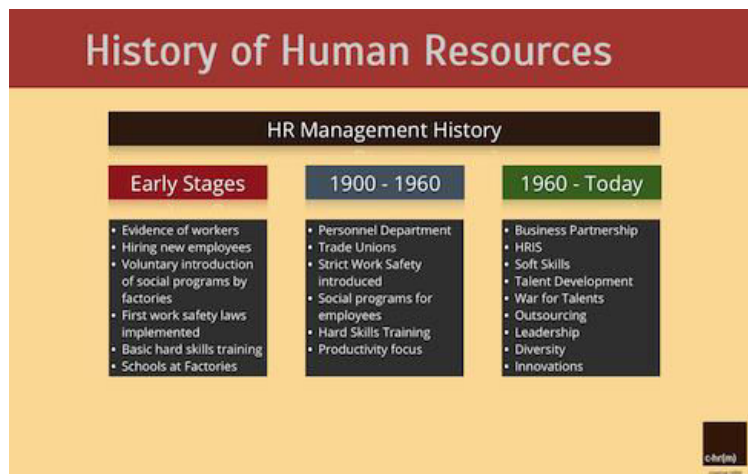 History of Human Resources
HR Management History
Early Stages
• Evidence of workers
• Hiring new employees
• Voluntary introduction
of social programs by
factories
• First work safety laws
implemented
• Basic hard skills training
• Schools at Factories
1900 - 1960
• Personnel Department
• Trade Unions
• Strict Work Safety
introduced
• Social programs for
employees
• Hard Skills Training
• Productivity focus
1960 - Today
• Business Partnership
• HRIS
• Soft Skills
• Talent Development
• War for Talents
• Outsourcing
• Leadership
• Diversity
• Innovations
c-hr(m)